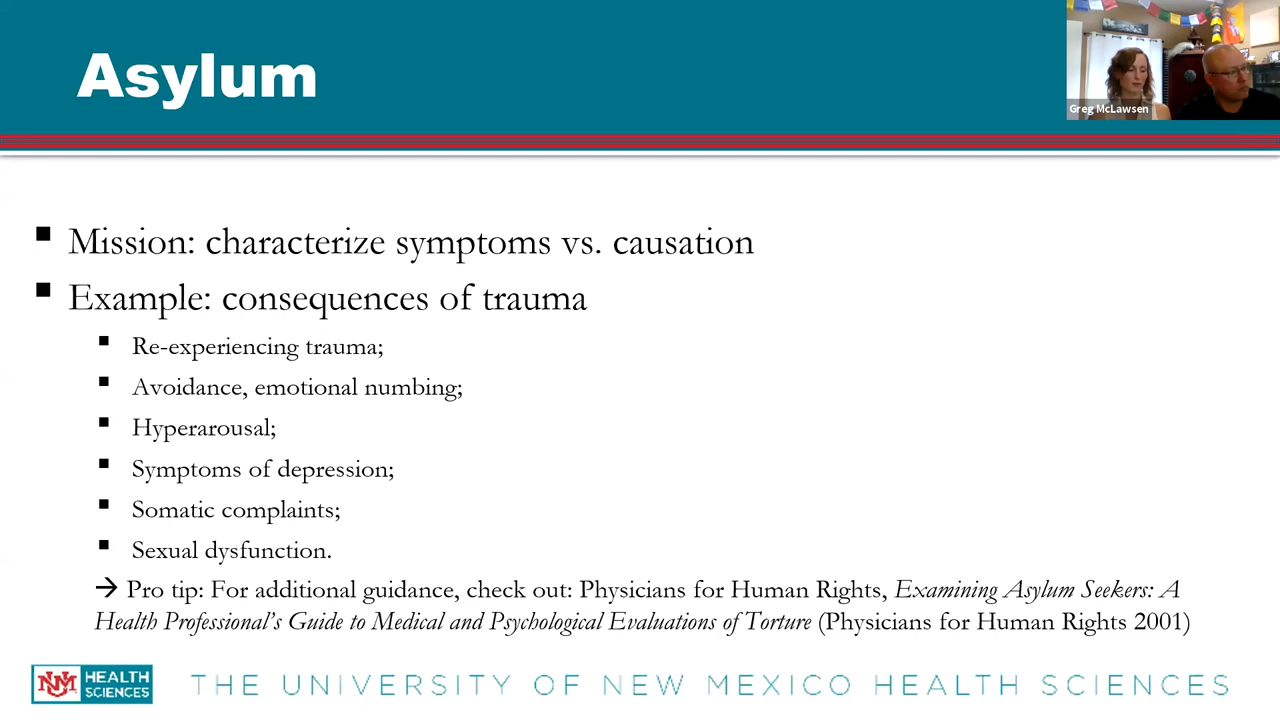 Asylum
Greg McLawsen
Mission: characterize symptoms vs. causation
Example: consequences of trauma
Re-experiencing trauma;
Avoidance, emotional numbing;
Hyperarousal;
Symptoms of depression;
Somatic complaints;
Sexual dysfunction.
→ Pro tip: For additional guidance, check out: Physicians for Human Rights, Examining Asylum Seekers: A
Health Professional's Guide to Medical and Psychological Evaluations of Torture (Physicians for Human Rights 2001)
UNM HEALTH
SCIENCES
THE UNIVERSITY OF NEW MEXICO HEALTH SCIENCES